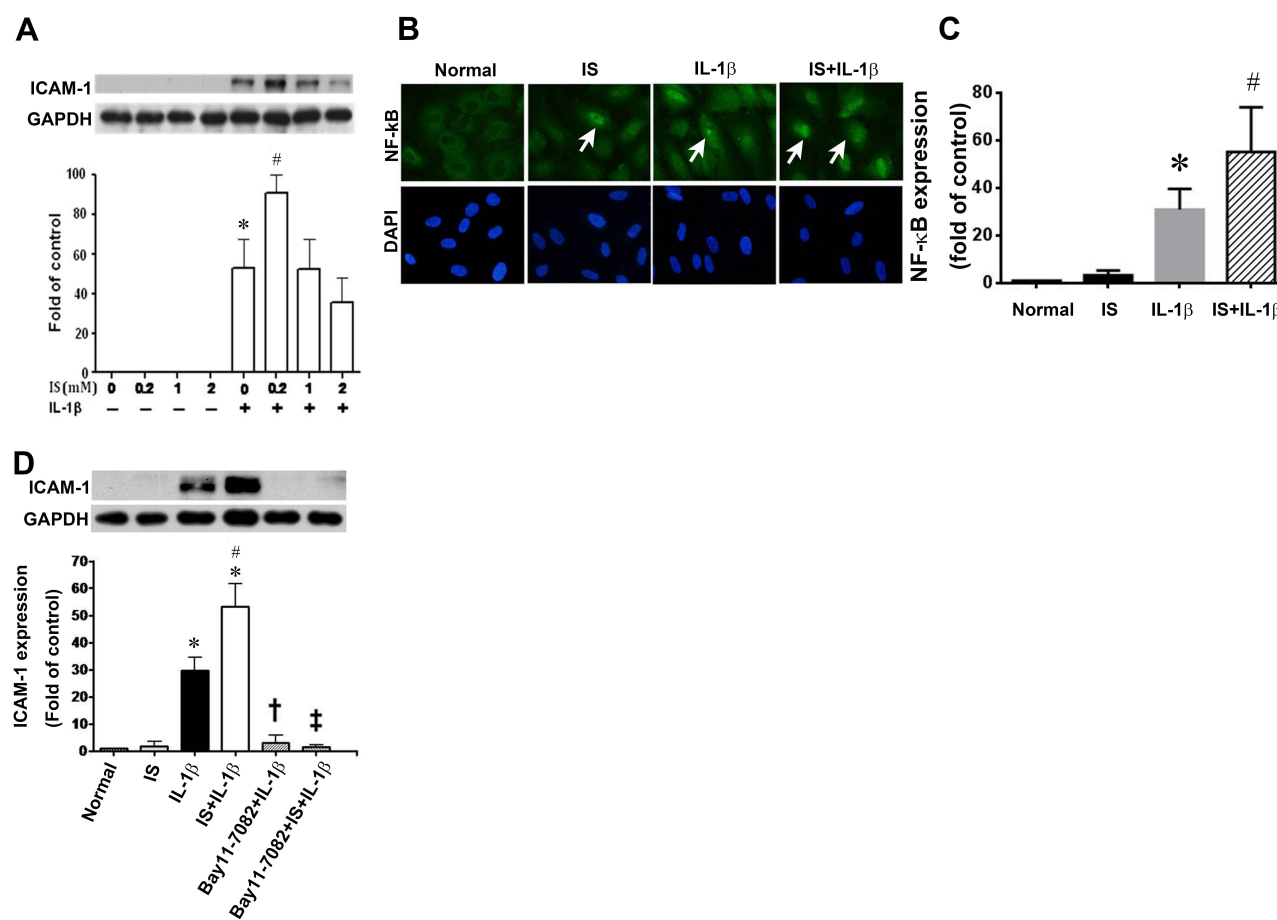 A
ICAM-1
GAPDH
Fold of control
100
80
60
40
20
0
#
*
IS(mM) 0 0.2 1 2 0 0.2 1 2
IL-1β − − − − + + + +
B
Normal IS IL-1β IS+IL-1β
NF-kB
DAPI
C
NF-κB expression
(fold of control)
80
60
40
20
0
*
#
Normal IS IL-1β IS+IL-1β
D
ICAM-1
GAPDH
ICAM-1 expression
(Fold of control)
70
60
50
40
30
20
10
0
*
#
*
†
‡
Normal
IS
IL-1β
IS+IL-1β
Bay11-7082+IL-1β
Bay11-7082+IS+IL-1β